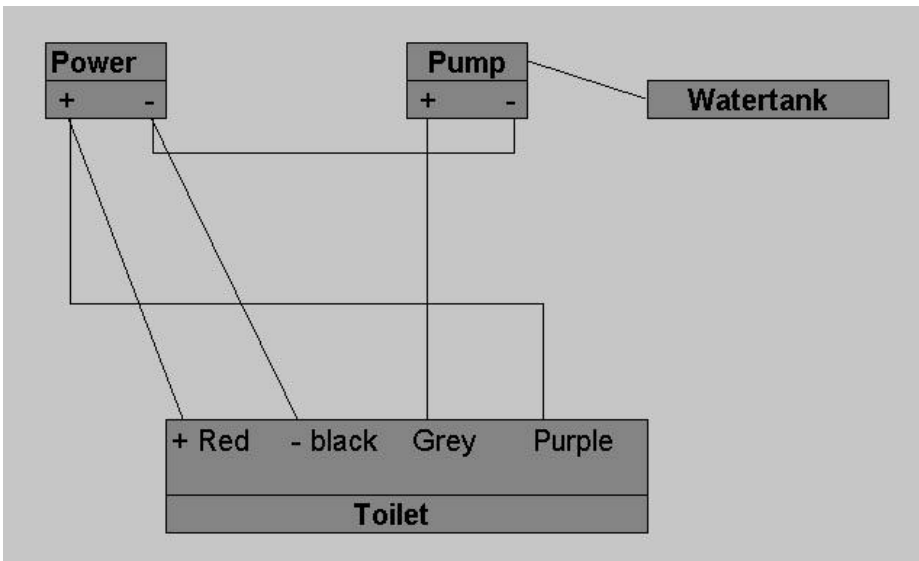 Power
+ -
Pump
+ -
Watertank
+ Red - black Grey Purple
Toilet